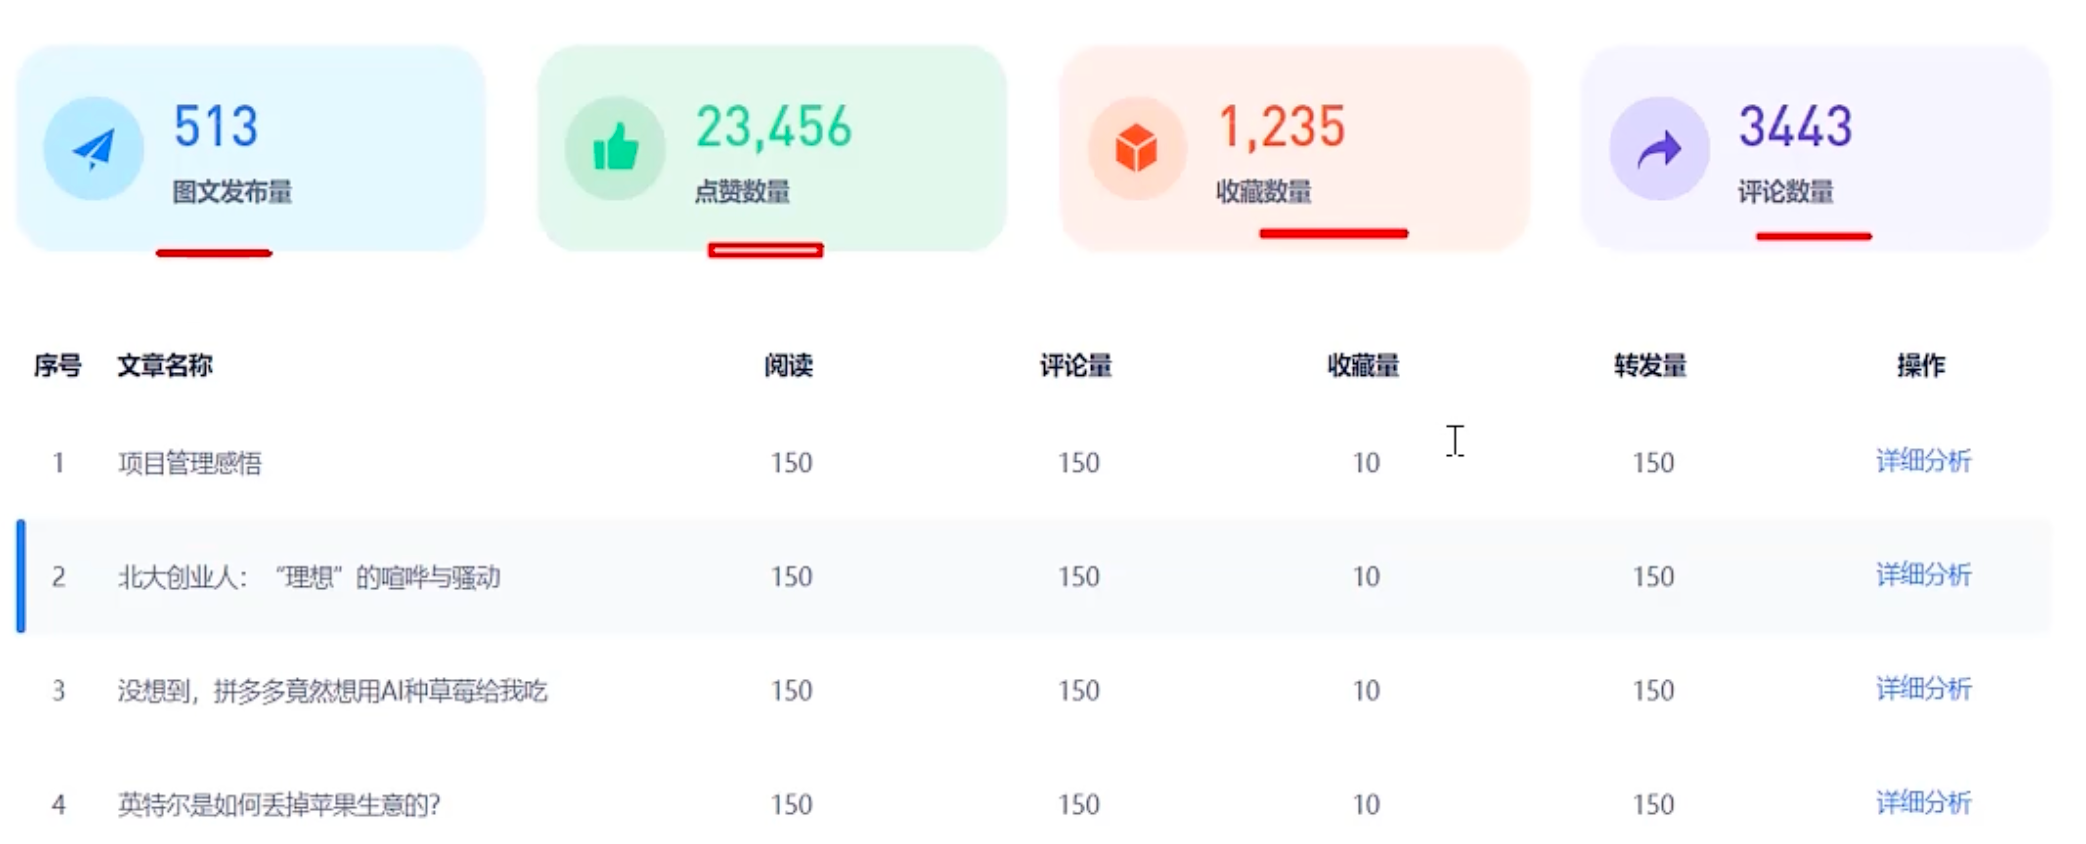 513
图文发布量
23,456
点赞数量
1,235
收藏数量
3443
评论数量
序号 文章名称 阅读 评论量 收藏量 转发量 操作
1 项目管理感悟 150 150 10 150 详细分析
2 北大创业人：“理想”的喧哗与骚动 150 150 10 150 详细分析
3 没想到，拼多多竟然想用AI种草莓给我吃 150 150 10 150 详细分析
4 英特尔是如何丢掉苹果生意的? 150 150 10 150 详细分析